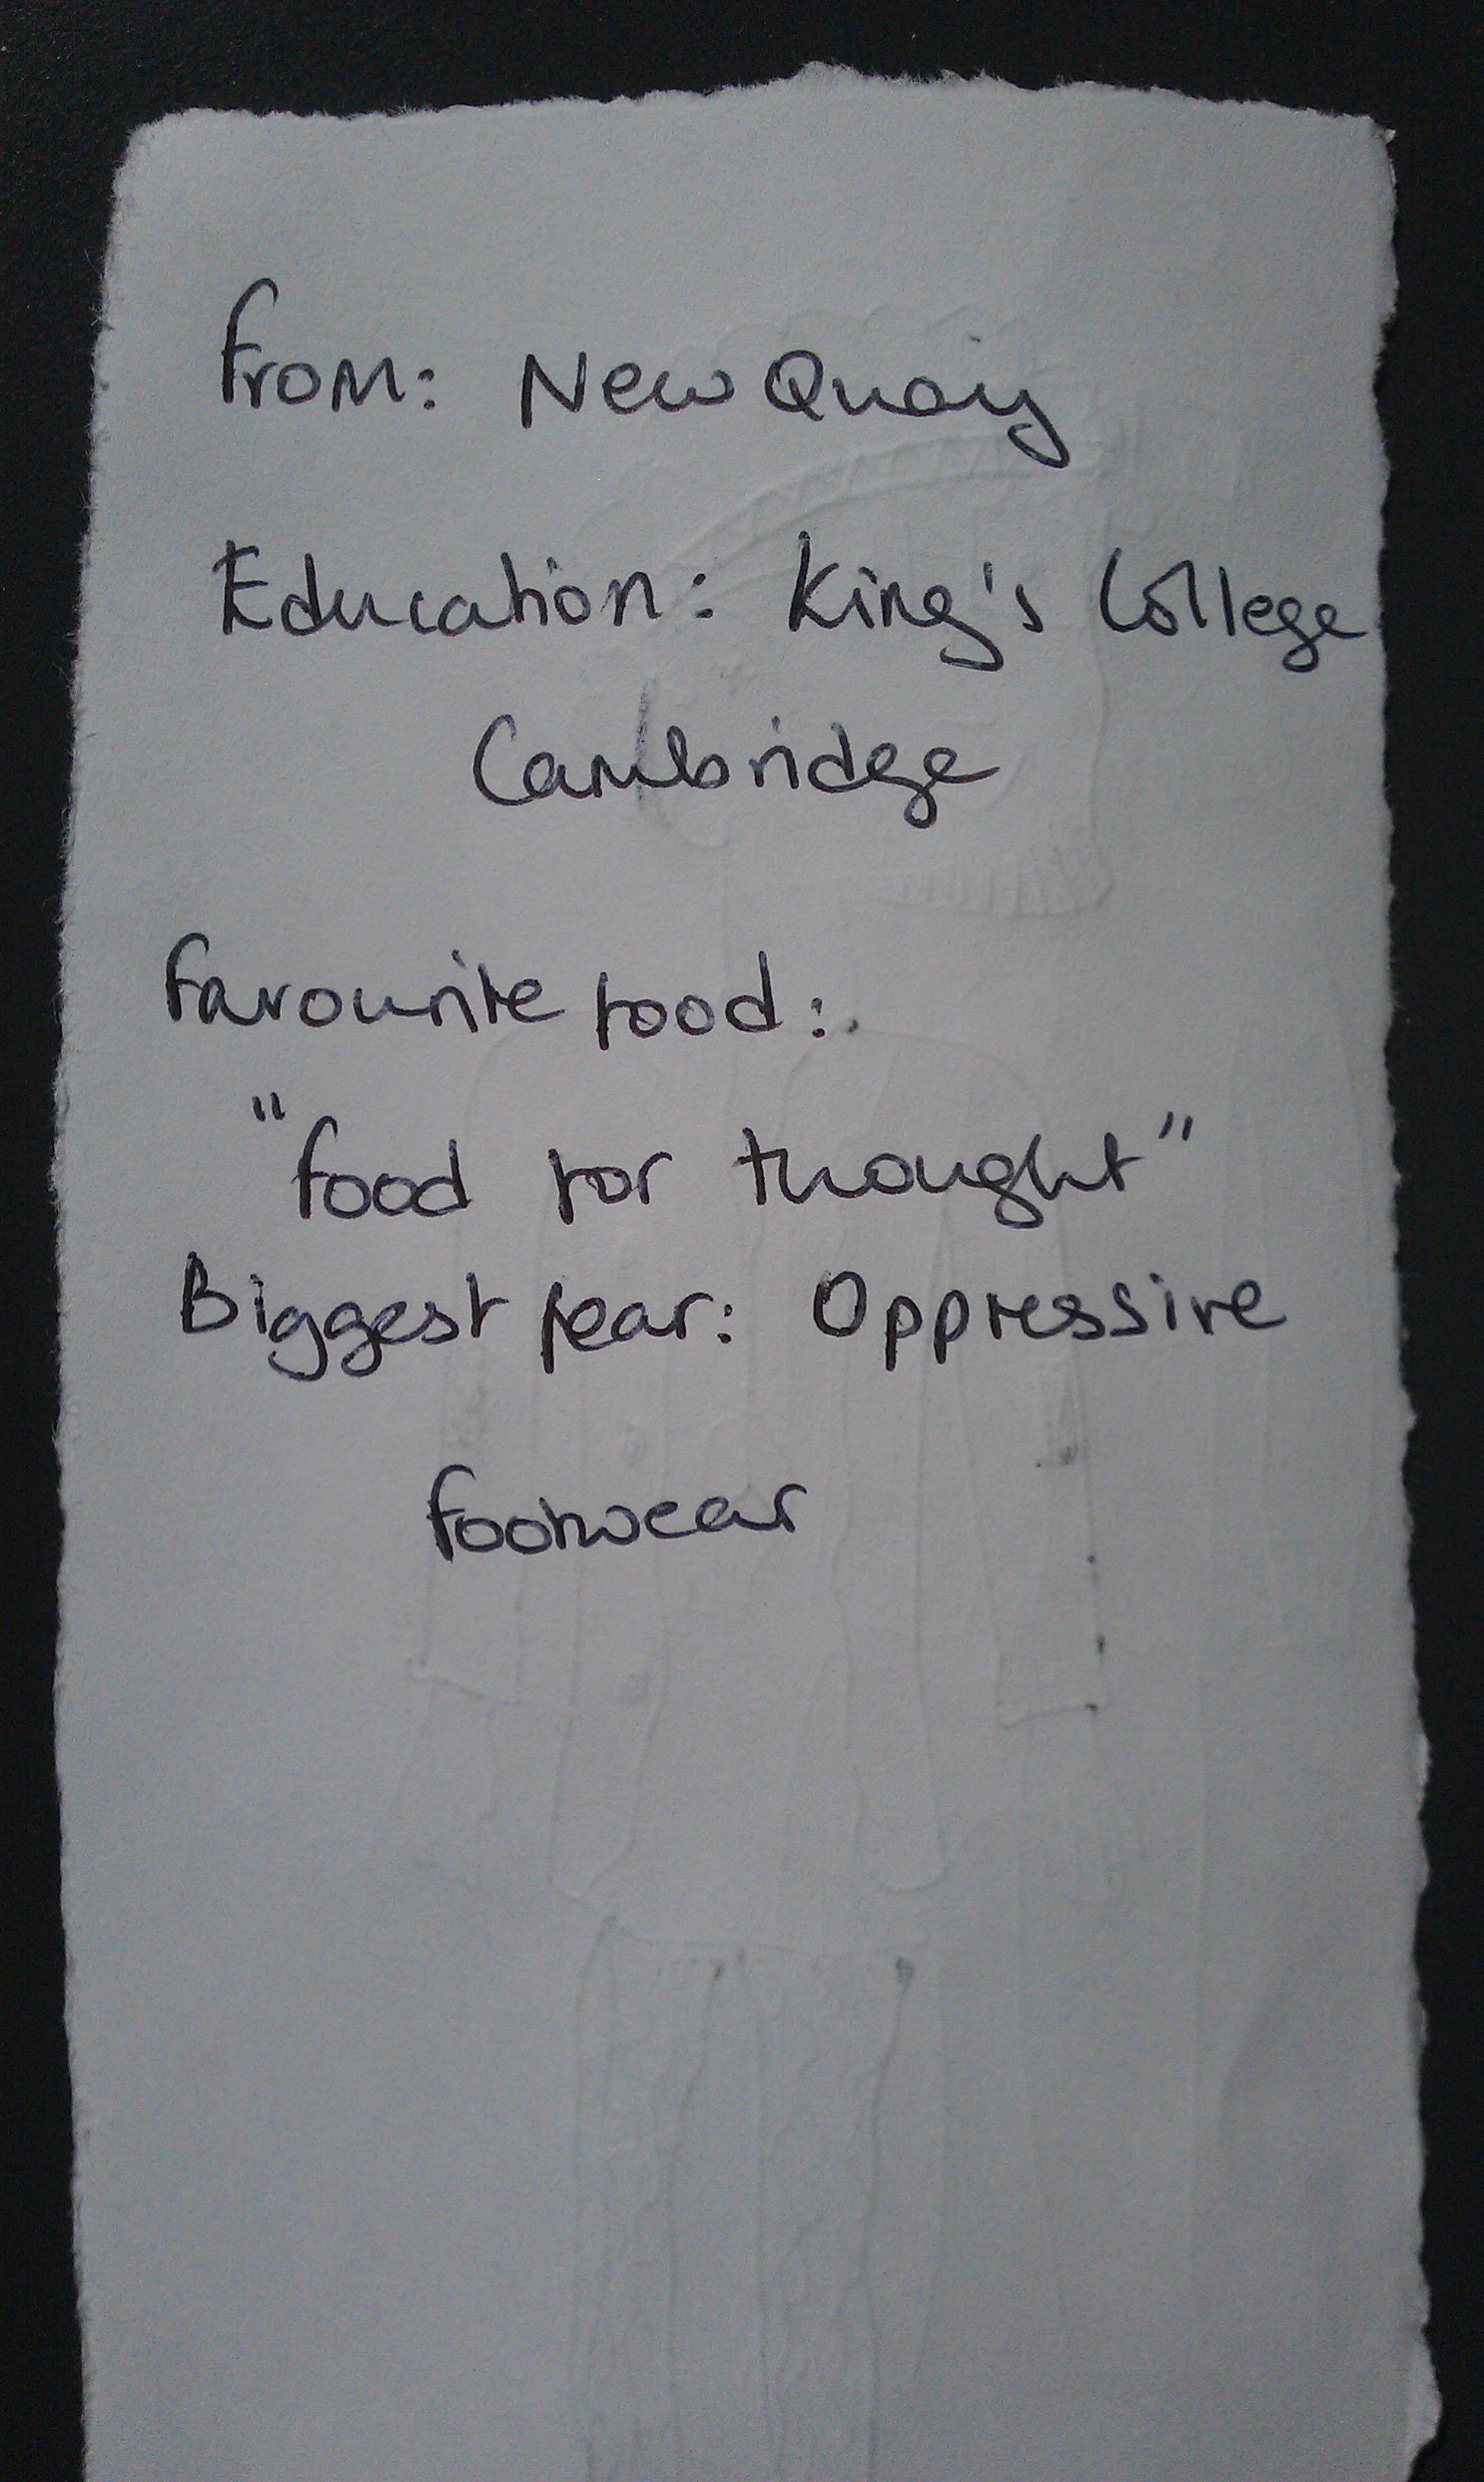 From: New Quay
Education: King's College
Cambridge
Favourite food:.
"food for thought"
Biggest fear: Oppressive
footwear